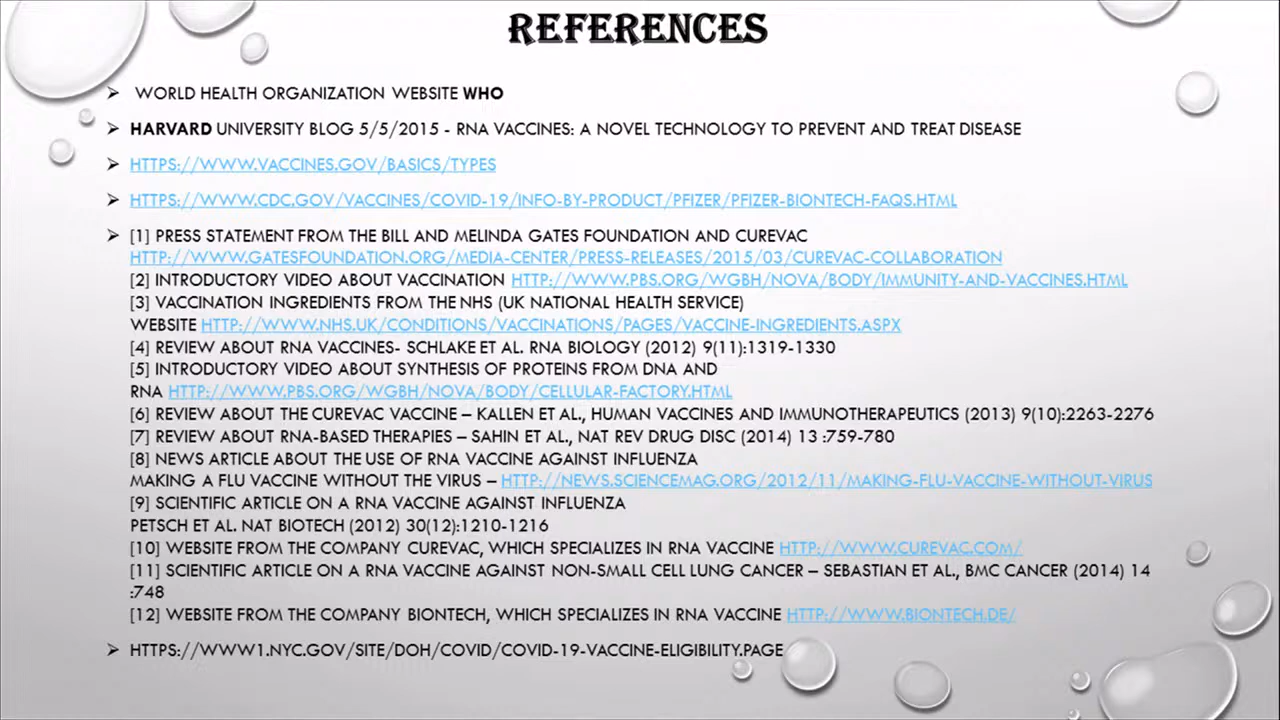 REFERENCES
➢ WORLD HEALTH ORGANIZATION WEBSITE WHO
➢ HARVARD UNIVERSITY BLOG 5/5/2015 - RNA VACCINES: A NOVEL TECHNOLOGY TO PREVENT AND TREAT DISEASE
➢ HTTPS://WWW.VACCINES.GOV/BASICS/TYPES
➢ HTTPS://WWW.CDC.GOV/VACCINES/COVID-19/INFO-BY-PRODUCT/PFIZER/PFIZER-BIONTECH-FAQS.HTML
➢ [1] PRESS STATEMENT FROM THE BILL AND MELINDA GATES FOUNDATION AND CUREVAC
HTTP://WWW.GATESFOUNDATION.ORG/MEDIA-CENTER/PRESS-RELEASES/2015/03/CUREVAC-COLLABORATION
[2] INTRODUCTORY VIDEO ABOUT VACCINATION HTTP://WWW.PBS.ORG/WGBH/NOVA/BODY/IMMUNITY-AND-VACCINES.HTML
[3] VACCINATION INGREDIENTS FROM THE NHS (UK NATIONAL HEALTH SERVICE)
WEBSITE HTTP://WWW.NHS.UK/CONDITIONS/VACCINATIONS/PAGES/VACCINE-INGREDIENTS.ASPX
[4] REVIEW ABOUT RNA VACCINES- SCHLAKE ET AL. RNA BIOLOGY (2012) 9(11):1319-1330
[5] INTRODUCTORY VIDEO ABOUT SYNTHESIS OF PROTEINS FROM DNA AND
RNA HTTP://WWW.PBS.ORG/WGBH/NOVA/BODY/CELLULAR-FACTORY.HTML
[6] REVIEW ABOUT THE CUREVAC VACCINE – KALLEN ET AL., HUMAN VACCINES AND IMMUNOTHERAPEUTICS (2013) 9(10):2263-2276
[7] REVIEW ABOUT RNA-BASED THERAPIES – SAHIN ET AL., NAT REV DRUG DISC (2014) 13 :759-780
[8] NEWS ARTICLE ABOUT THE USE OF RNA VACCINE AGAINST INFLUENZA
MAKING A FLU VACCINE WITHOUT THE VIRUS – HTTP://NEWS.SCIENCEMAG.ORG/2012/11/MAKING-FLU-VACCINE-WITHOUT-VIRUS
[9] SCIENTIFIC ARTICLE ON A RNA VACCINE AGAINST INFLUENZA
PETSCH ET AL. NAT BIOTECH (2012) 30(12):1210-1216
[10] WEBSITE FROM THE COMPANY CUREVAC, WHICH SPECIALIZES IN RNA VACCINE HTTP://WWW.CUREVAC.COM/
[11] SCIENTIFIC ARTICLE ON A RNA VACCINE AGAINST NON-SMALL CELL LUNG CANCER – SEBASTIAN ET AL., BMC CANCER (2014) 14
:748
[12] WEBSITE FROM THE COMPANY BIONTECH, WHICH SPECIALIZES IN RNA VACCINE HTTP://WWW.BIONTECH.DE/
➢ HTTPS://WWW1.NYC.GOV/SITE/DOH/COVID/COVID-19-VACCINE-ELIGIBILITY.PAGE